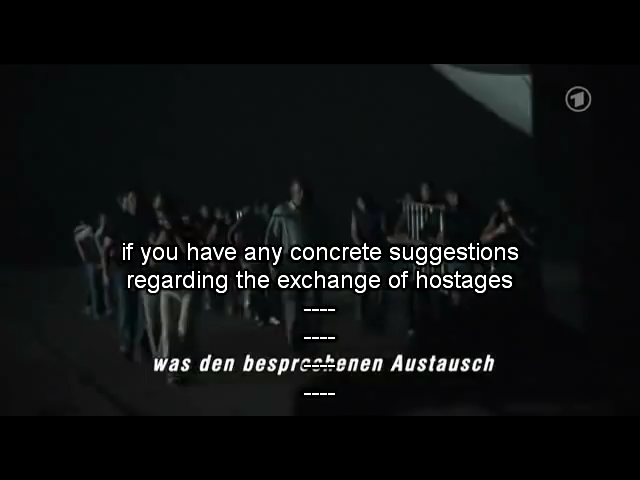 if you have any concrete suggestions
regarding the exchange of hostages
----
----
was den besprochenen Austausch
----
----